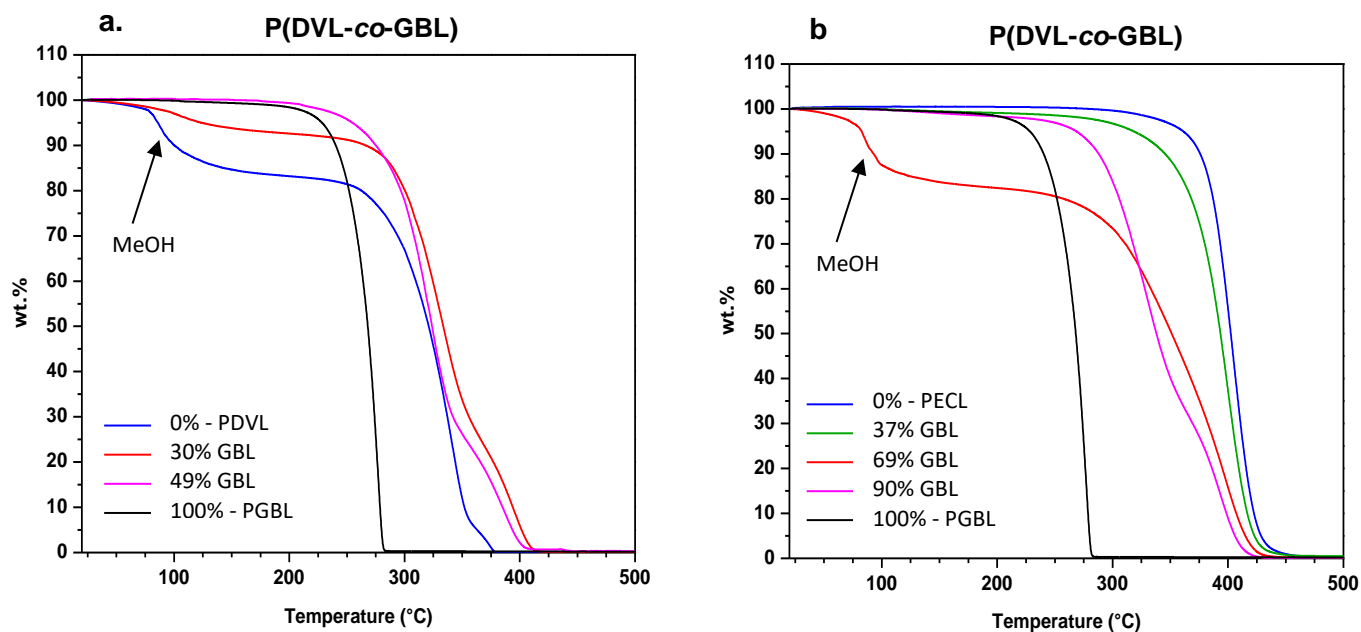 a.
P(DVL-co-GBL)
110
100
90
80
70
60
50
40
30
20
10
0
wt.%
MeOH
0% - PDVL
30% GBL
49% GBL
100% - PGBL
100 200 300 400 500
Temperature (°C)
b
P(DVL-co-GBL)
110
100
90
80
70
60
50
40
30
20
10
0
wt.%
MeOH
0% - PECL
37% GBL
69% GBL
90% GBL
100% - PGBL
100 200 300 400 500
Temperature (°C)